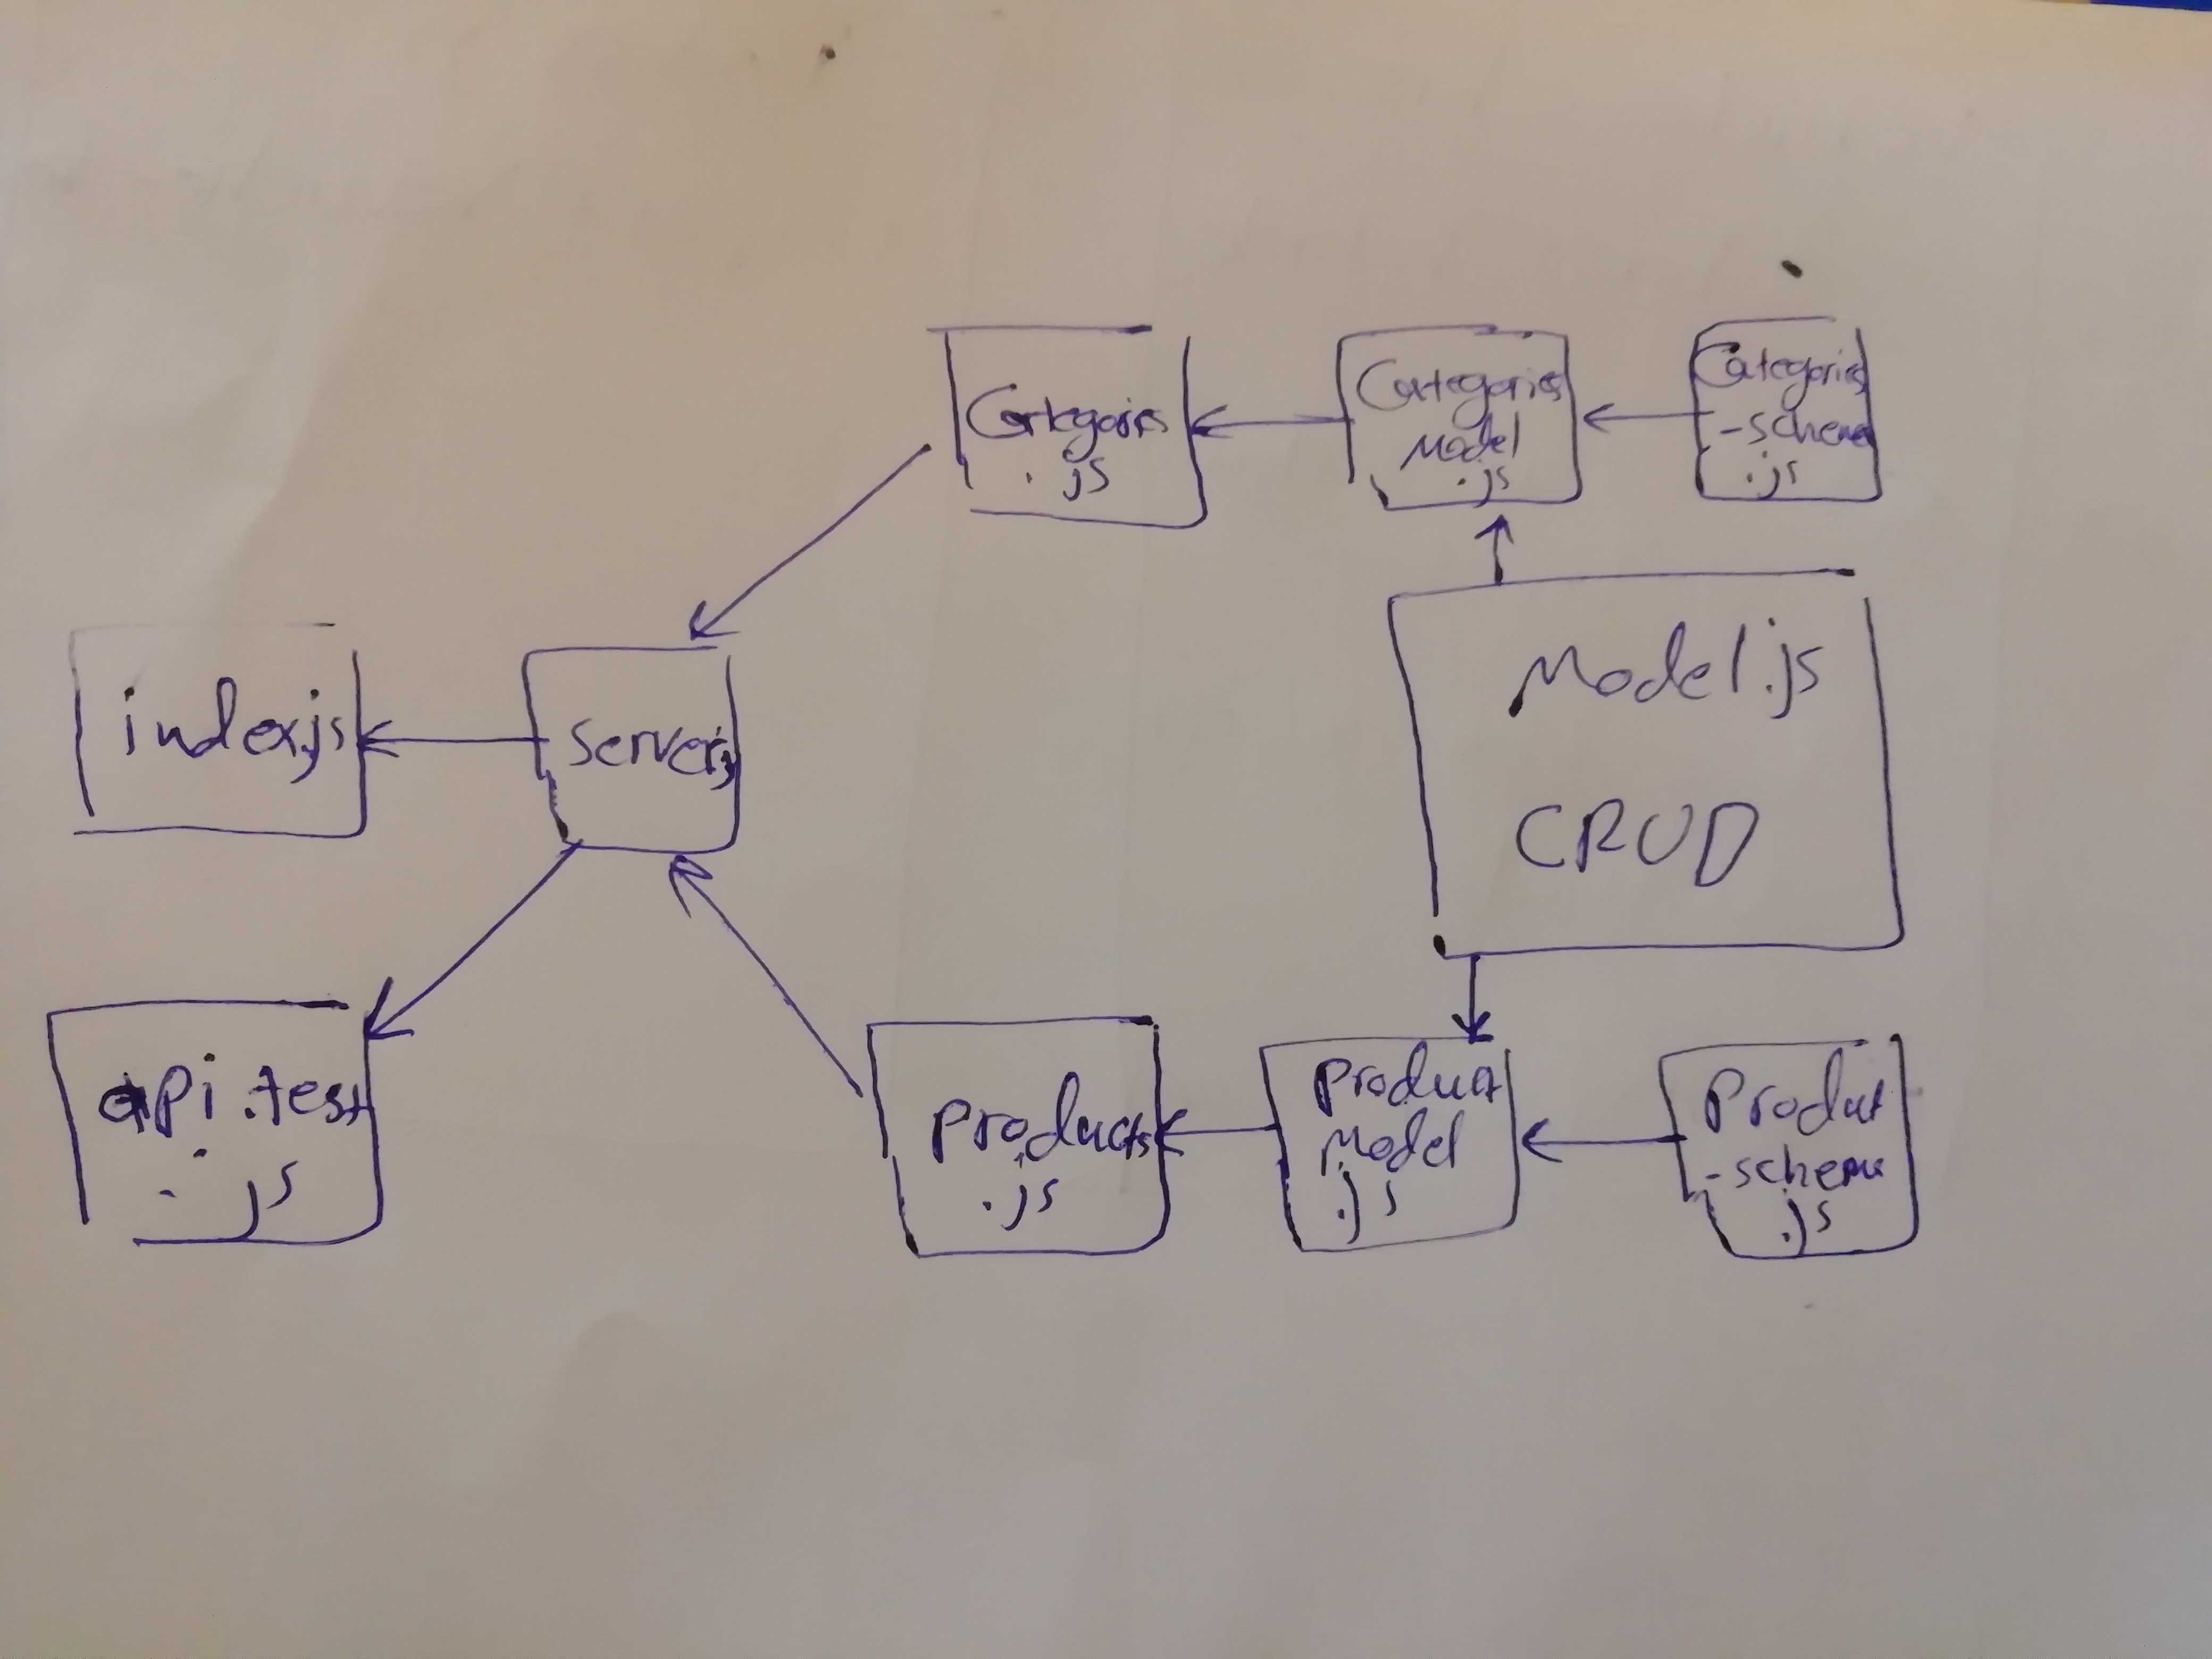 Categories
.js
Categories
Model
.js
Categories
-schema
.js
index.js
server.js
Model.js
CRUD
api.test
.js
products
.js
product
Model
.js
Product
-schema
.js